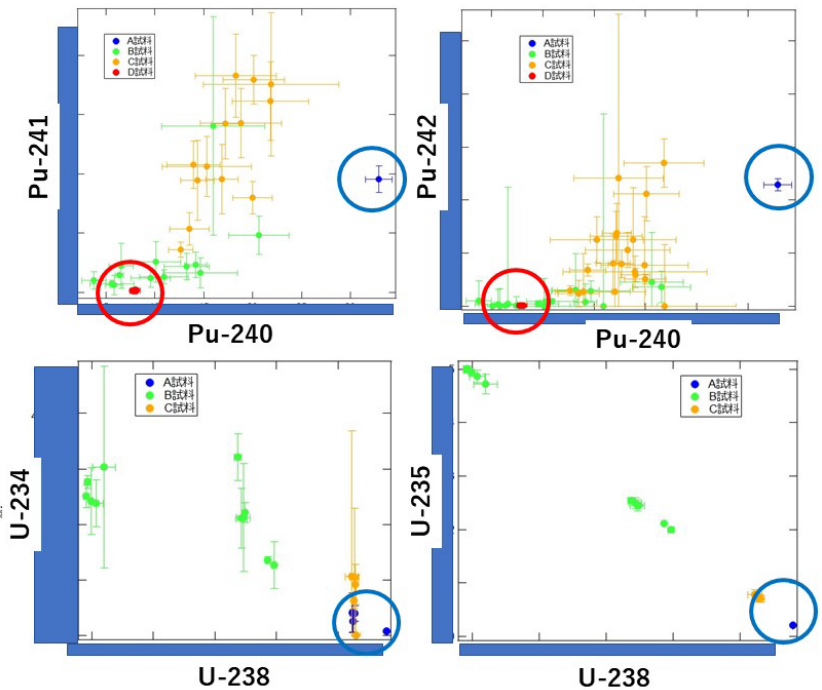 A試料
B試料
C試料
D試料
Pu-241
Pu-240
A試料
B試料
C試料
D試料
Pu-242
Pu-240
A試料
B試料
C試料
U-234
U-238
A試料
B試料
C試料
U-235
U-238